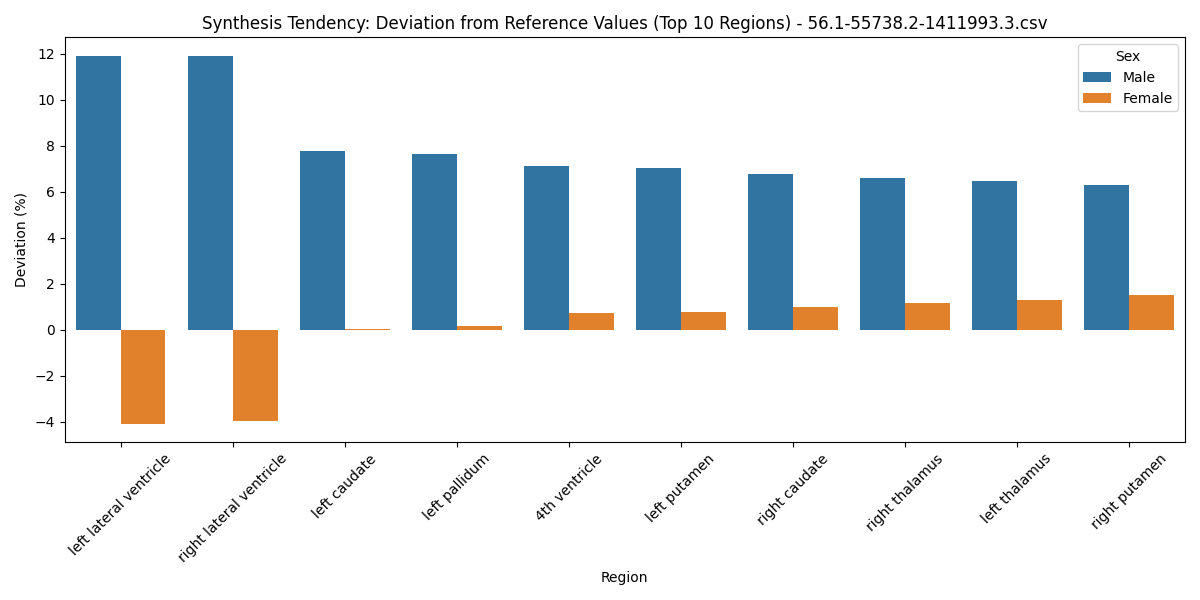 Synthesis Tendency: Deviation from Reference Values (Top 10 Regions) - 56.1-55738.2-1411993.3.csv
Sex
Male
Female
Deviation (%)
12
10
8
6
4
2
0
−2
−4
left lateral ventricle
right lateral ventricle
left caudate
left pallidum
4th ventricle
left putamen
right caudate
right thalamus
left thalamus
right putamen
Region